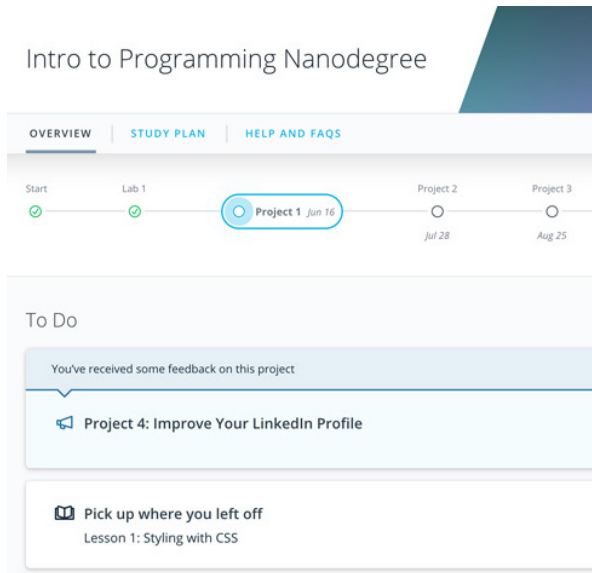 Intro to Programming Nanodegree
OVERVIEW STUDY PLAN HELP AND FAQS
Start Lab 1 Project 2 Project 3
Project 1 Jun 16
Jul 28 Aug 25
To Do
You've received some feedback on this project
Project 4: Improve Your LinkedIn Profile
Pick up where you left off
Lesson 1: Styling with CSS